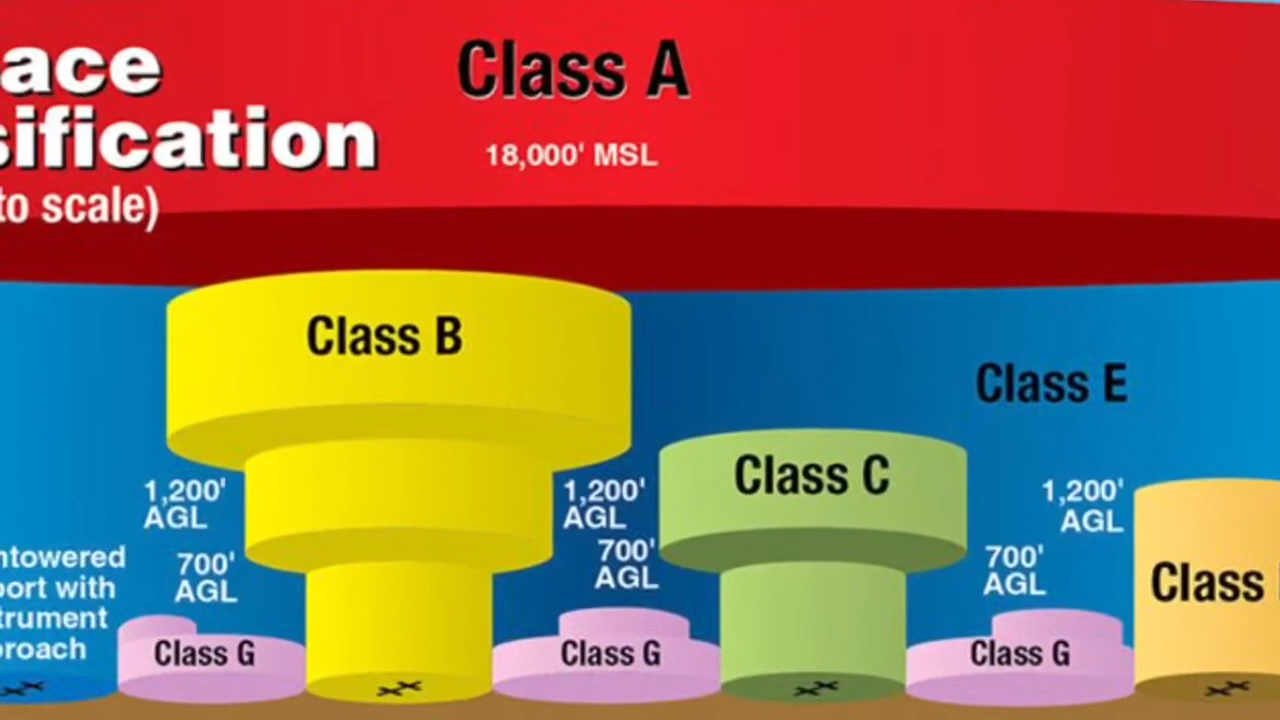 ace
sification
to scale)
Class A
18,000' MSL
Class B
Class E
Class C
1,200'
AGL
700'
AGL
1,200'
AGL
700'
AGL
1,200'
AGL
700'
AGL
ntowered
port with
trument
proach
Class G
Class G
Class G
Class